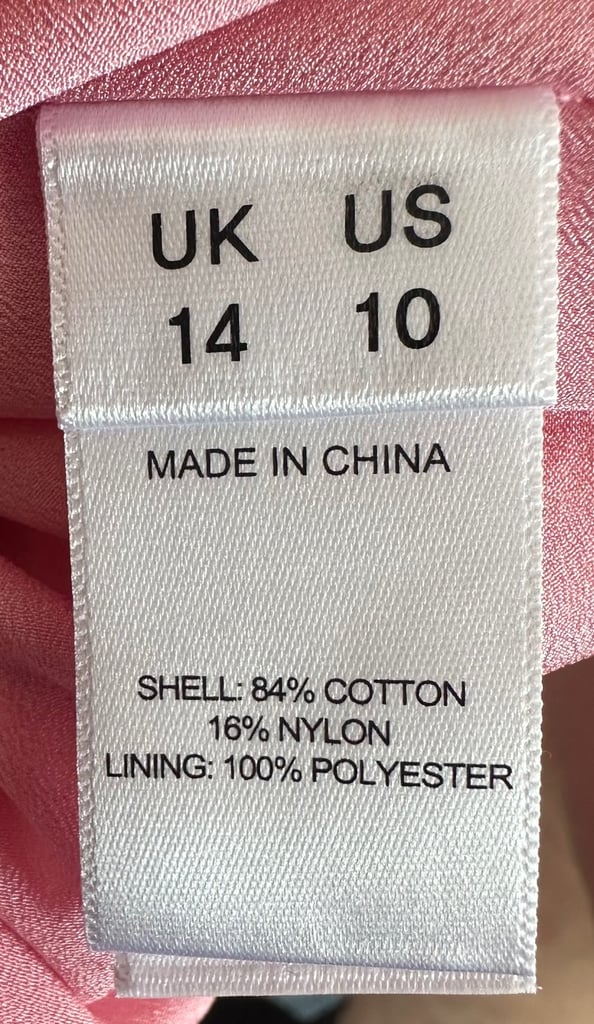 UK US
14 10
MADE IN CHINA
SHELL: 84% COTTON
16% NYLON
LINING: 100% POLYESTER